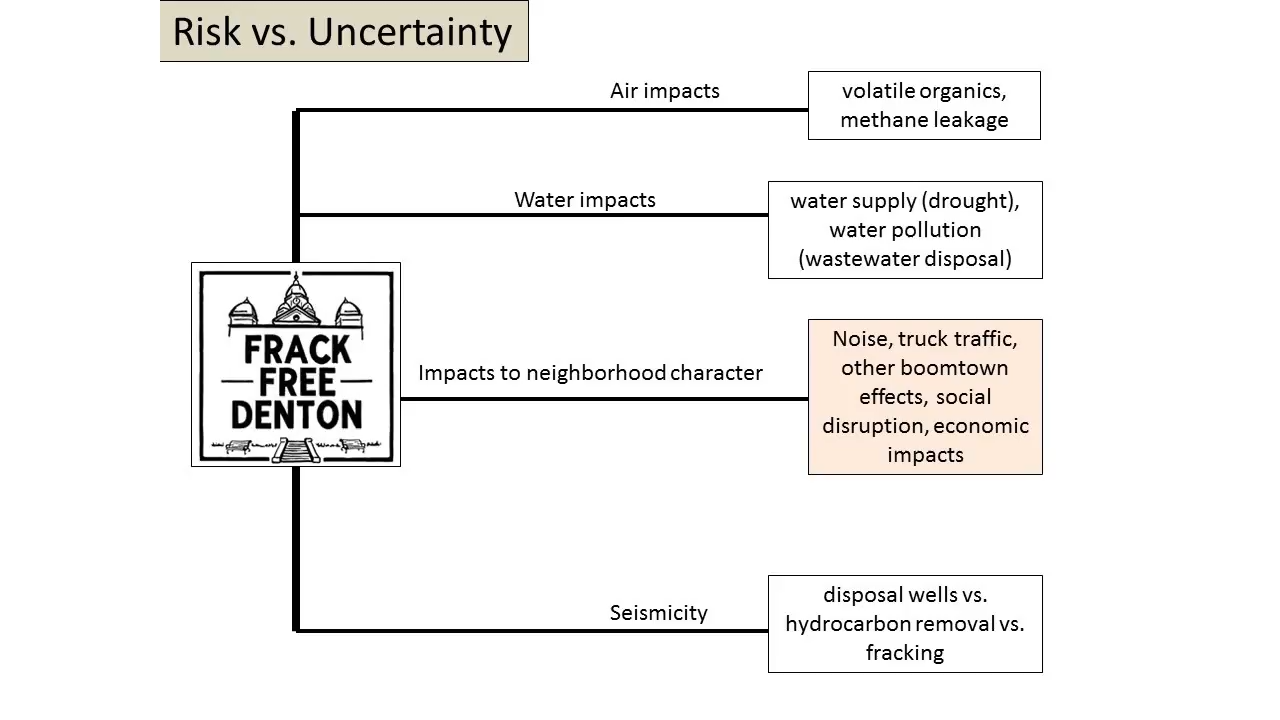 Risk vs. Uncertainty
Air impacts
volatile organics,
methane leakage
Water impacts
water supply (drought),
water pollution
(wastewater disposal)
FRACK
FREE
DENTON
Impacts to neighborhood character
Noise, truck traffic,
other boomtown
effects, social
disruption, economic
impacts
Seismicity
disposal wells vs.
hydrocarbon removal vs.
fracking